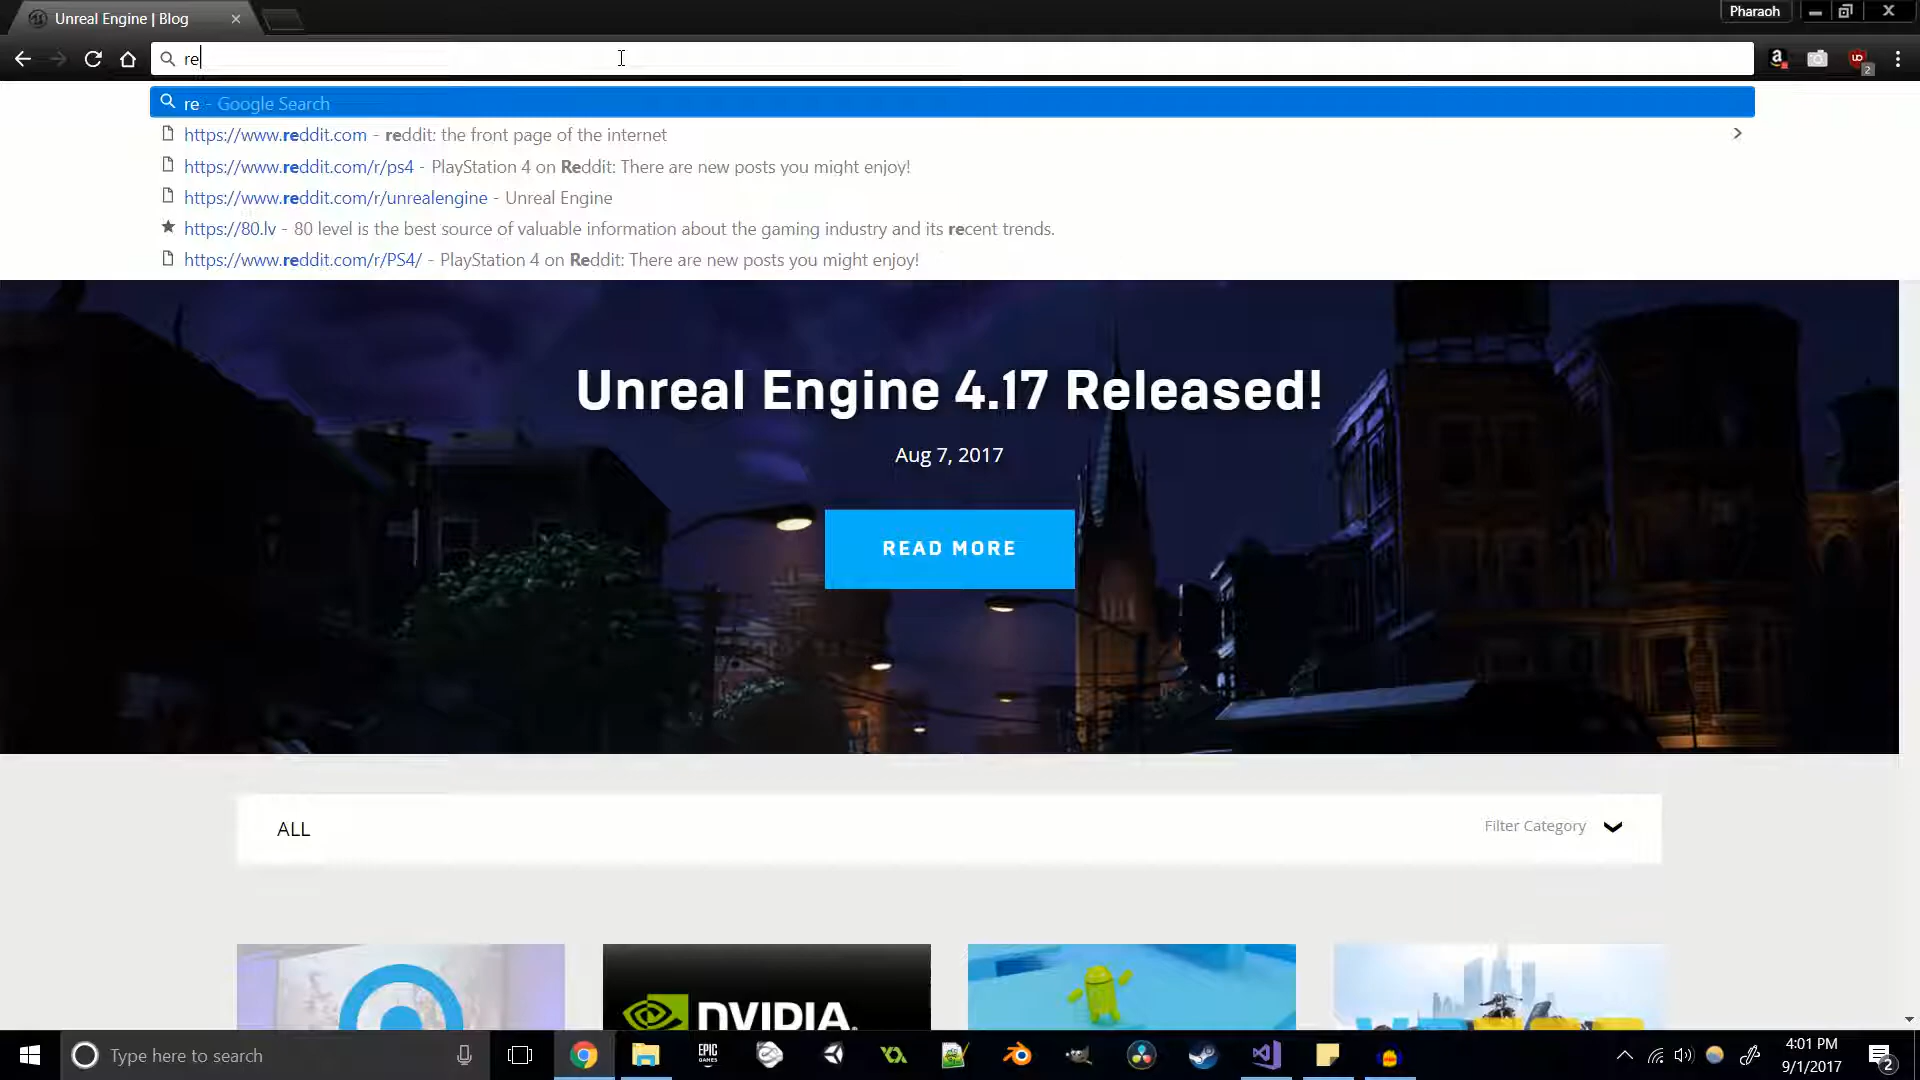 Unreal Engine | Blog
Pharaoh
re
re - Google Search
https://www.reddit.com - reddit: the front page of the internet
https://www.reddit.com/r/ps4 - PlayStation 4 on Reddit: There are new posts you might enjoy!
https://www.reddit.com/r/unrealengine - Unreal Engine
https://80.lv - 80 level is the best source of valuable information about the gaming industry and its recent trends.
https://www.reddit.com/r/PS4/ - PlayStation 4 on Reddit: There are new posts you might enjoy!
Unreal Engine 4.17 Released!
Aug 7, 2017
READ MORE
ALL
Filter Category
NVIDIA.
Type here to search
EPIC
GAMES
4:01 PM
9/1/2017
2
2